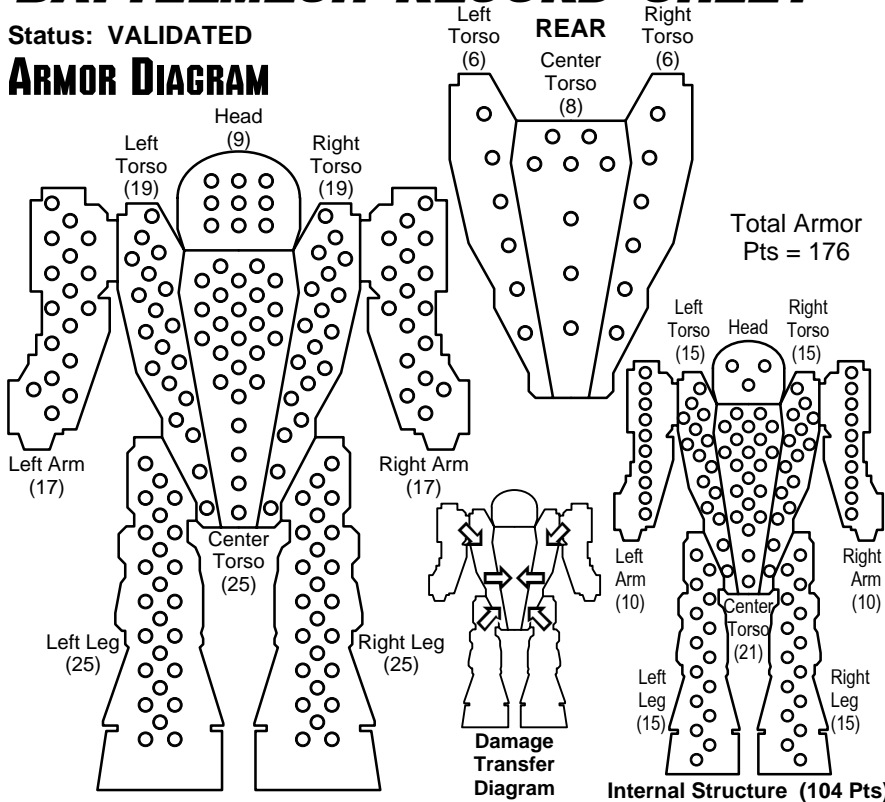 BATTLEMECH RECORD SHEET
Status: VALIDATED
ARMOR DIAGRAM
Left
Torso
(6)
REAR
Center
Torso
(8)
Right
Torso
(6)
Head
(9)
Left
Torso
(19)
Right
Torso
(19)
Total Armor
Pts = 176
Left Arm
(17)
Right Arm
(17)
Center
Torso
(25)
Left Leg
(25)
Right Leg
(25)
Damage
Transfer
Diagram
Left
Torso
(15)
Head
Right
Torso
(15)
Left
Arm
(10)
Right
Arm
(10)
Center
Torso
(21)
Left
Leg
(15)
Right
Leg
(15)
Internal Structure (104 Pts)